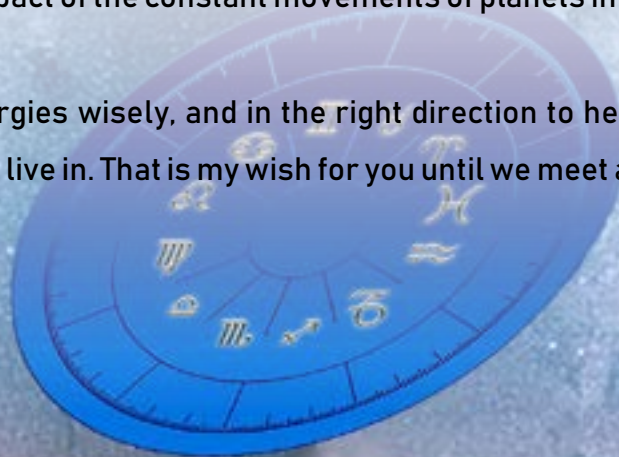 pact of the constant movements of planets in
rgies wisely, and in the right direction to he
live in. That is my wish for you until we meet a